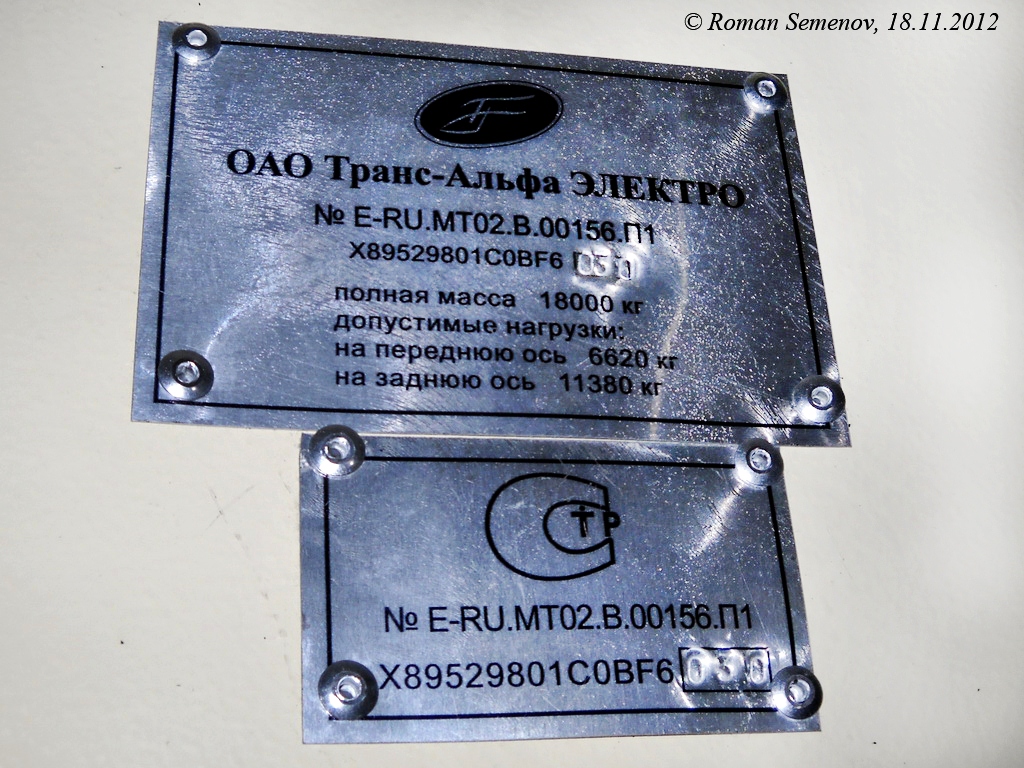 © Roman Semenov, 18.11.2012
ОАО Транс-Альфа ЭЛЕКТРО
№ E-RU.MT02.B.00156.П1
X89529801C0BF6 030
полная масса 18000 кг
допустимые нагрузки:
на переднюю ось 6620 кг
на заднюю ось 11380 кг
СТР
№ E-RU.MT02.B.00156.П1
X89529801C0BF6 030